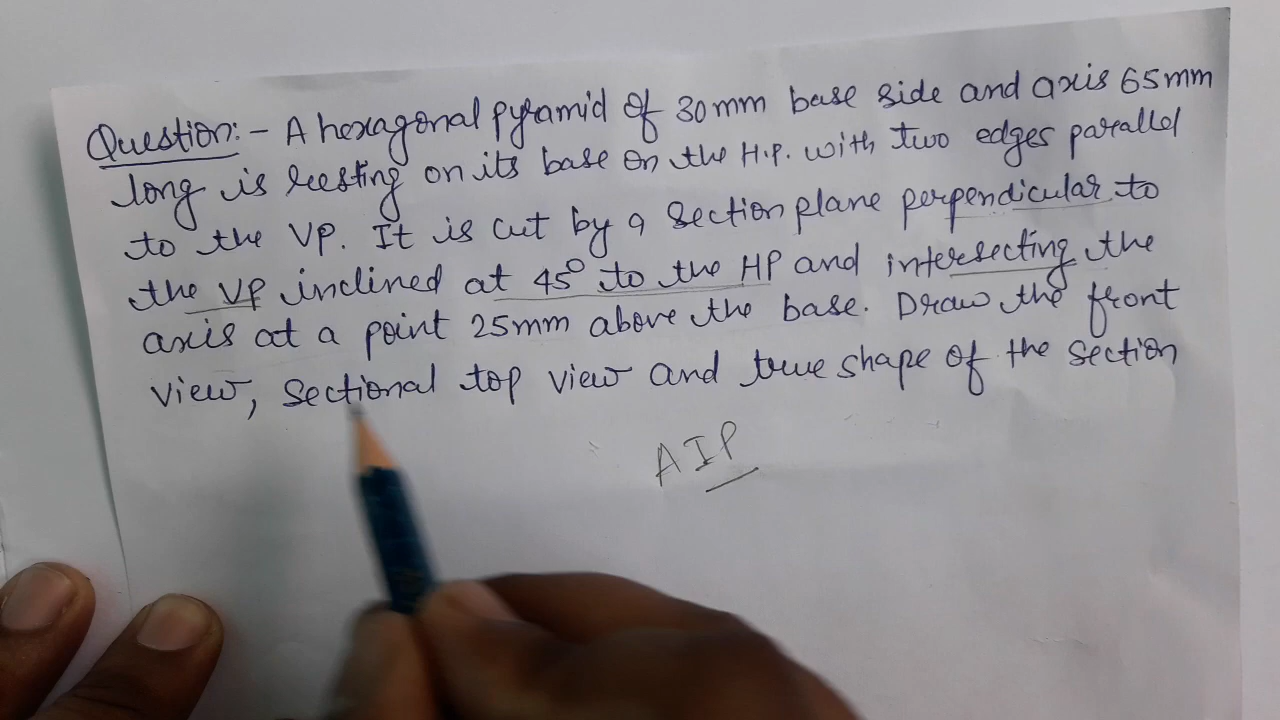 Question:- A hexagonal pyramid of 30mm base side and axis 65mm
long is resting on its base on the H.P. with two edges parallel
to the VP. It is cut by a section plane perpendicular to
the VP inclined at 45° to the HP and intersecting the
axis at a point 25mm above the base. Draw the front
view, sectional top view and true shape of the section
AIP